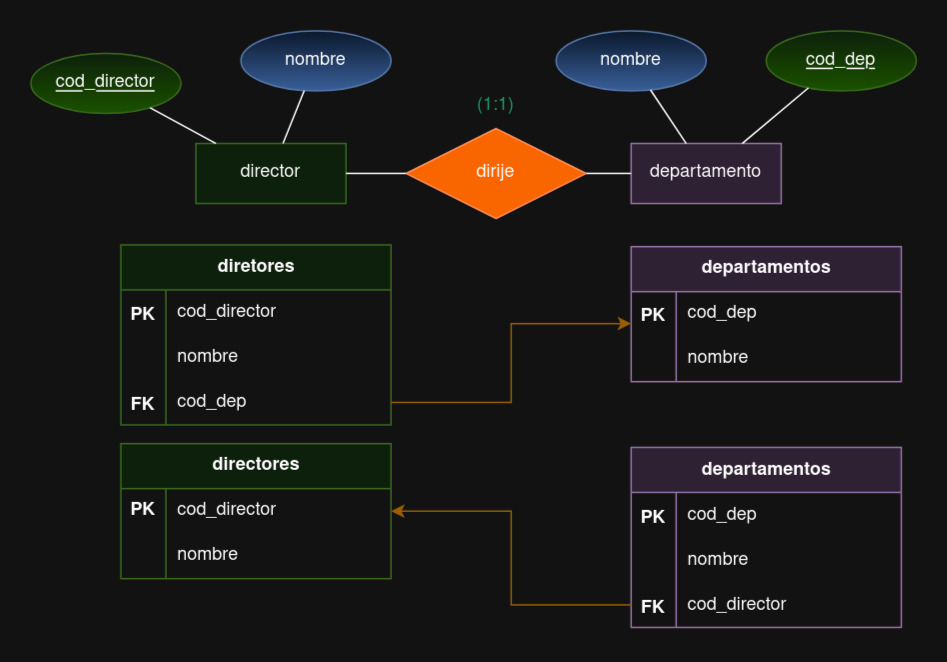 cod_director
nombre
nombre
cod_dep
(1:1)
director
dirije
departamento
diretores
PK cod_director
nombre
FK cod_dep
departamentos
PK cod_dep
nombre
directores
PK cod_director
nombre
departamentos
PK cod_dep
nombre
FK cod_director